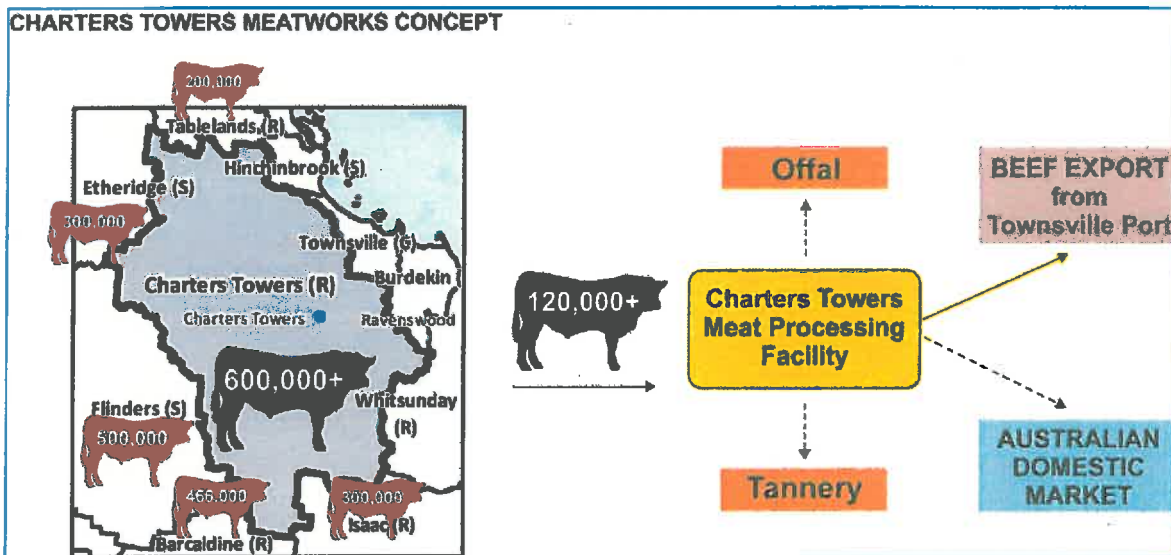 CHARTERS TOWERS MEATWORKS CONCEPT
200,000
Tablelands (R)
Hinchinbrook (S)
Etheridge (S)
300,000
Townsville (C)
Burdekin
Charters Towers (R)
Charters Towers
Ravenswood
600,000+
Whitsunday
(R)
Flinders (S)
500,000
466,000
300,000
Isaac (R)
Barcaldine (R)
120,000+
Offal
Charters Towers
Meat Processing
Facility
Tannery
BEEF EXPORT
from
Townsville Port
AUSTRALIAN
DOMESTIC
MARKET